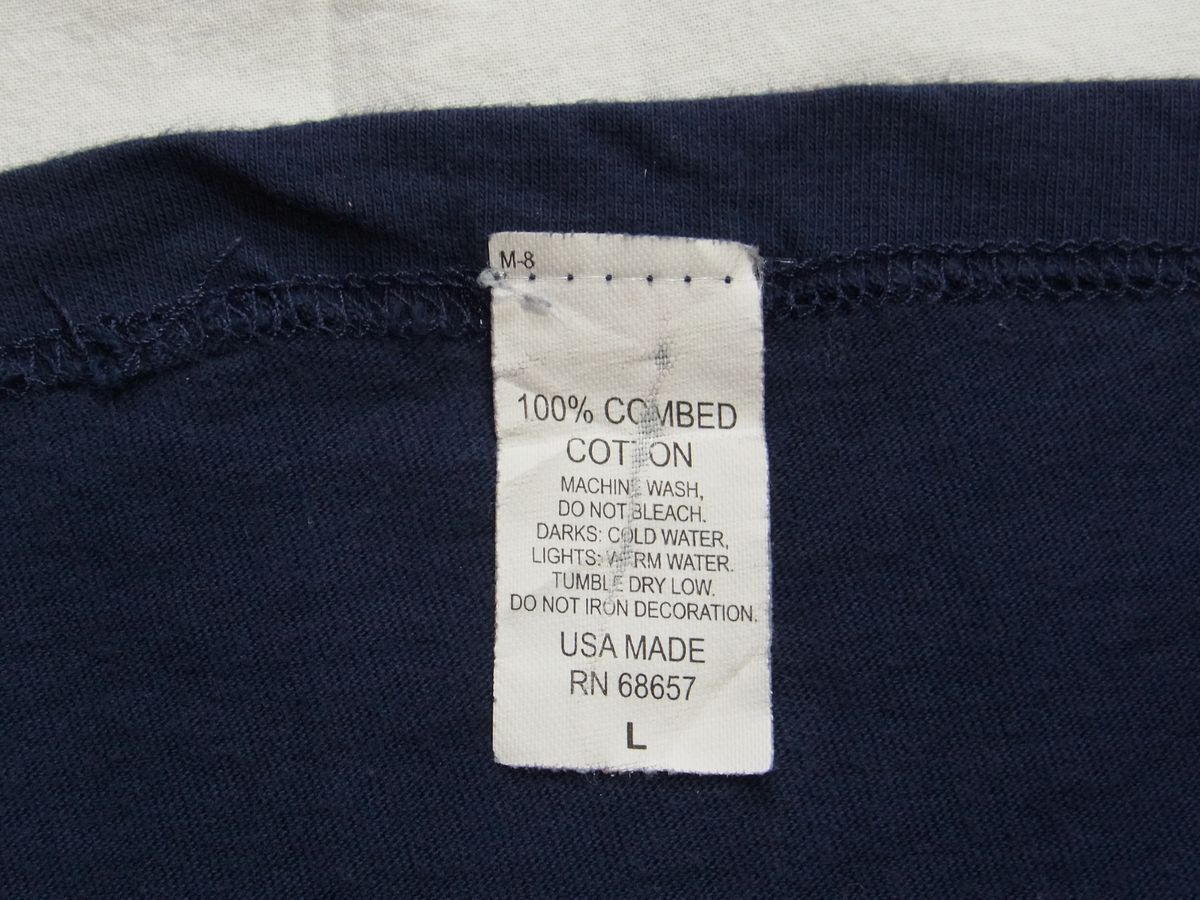 M-8
100% COMBED
COTTON
MACHINE WASH,
DO NOT BLEACH.
DARKS: COLD WATER,
LIGHTS: WARM WATER.
TUMBLE DRY LOW.
DO NOT IRON DECORATION.
USA MADE
RN 68657
L